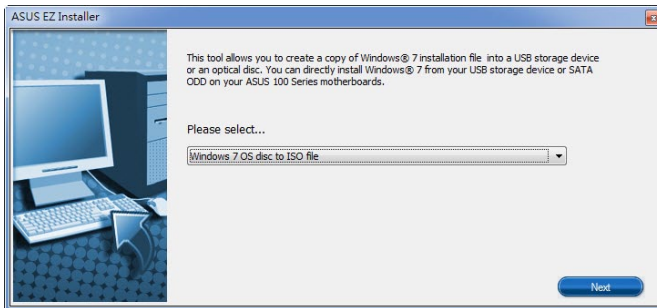 ASUS EZ Installer
This tool allows you to create a copy of Windows® 7 installation file into a USB storage device
or an optical disc. You can directly install Windows® 7 from your USB storage device or SATA
ODD on your ASUS 100 Series motherboards.
Please select...
Windows 7 OS disc to ISO file
Next